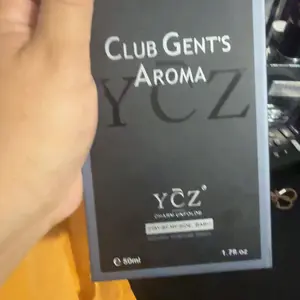 CLUB GENT'S
AROMA
YCZ
YCZ®
CHARM UNFOLDS
℮ 50ml 1.7fl oz